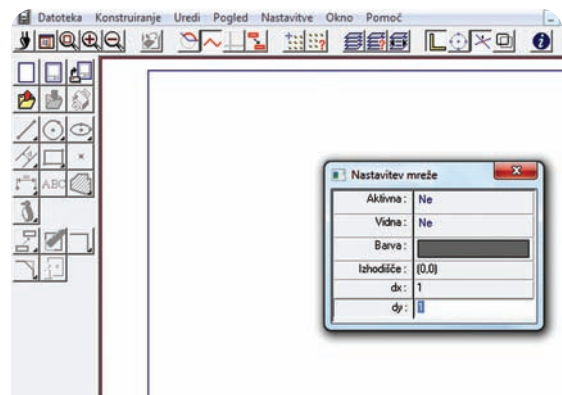 Datoteka Konstruiranje Uredi Pogled Nastavitve Okno Pomoč
ABC
Nastavitev mreže
Aktivna : Ne
Vidna : Ne
Barva :
Izhodišče : (0,0)
dx : 1
dy : 1